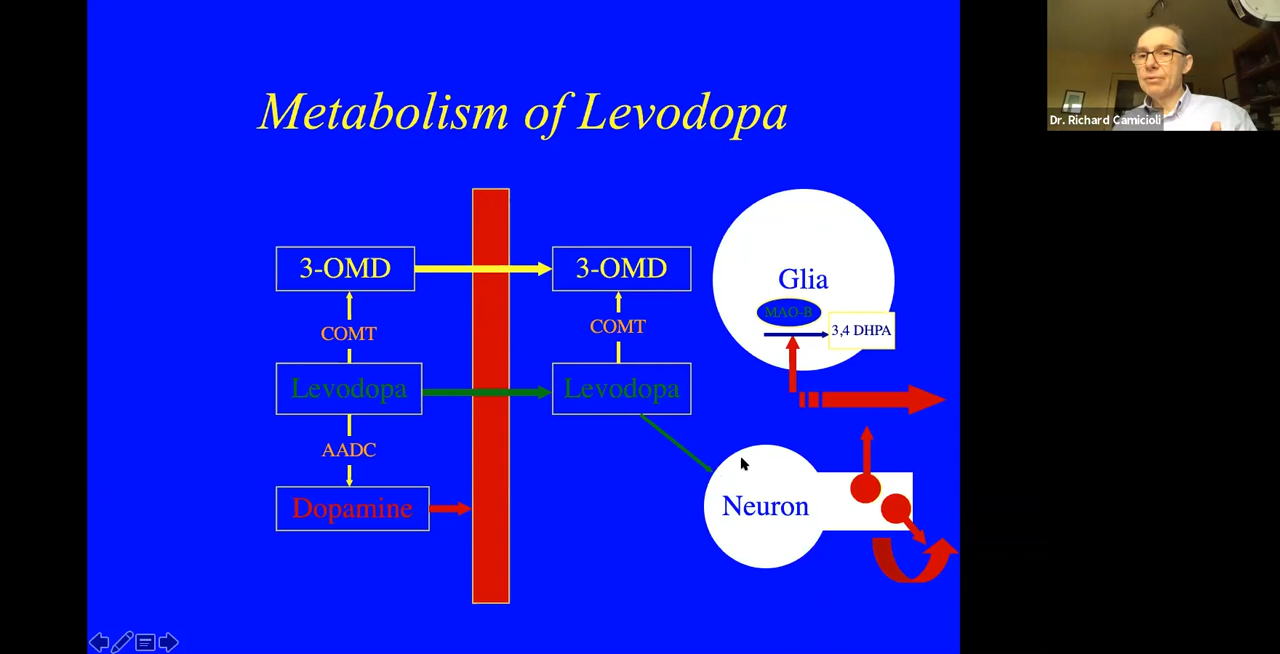 Metabolism of Levodopa
Dr. Richard Camicioli
3-OMD
3-OMD
Glia
MAO-B
3,4 DHPA
COMT
COMT
Levodopa
Levodopa
AADC
Dopamine
Neuron